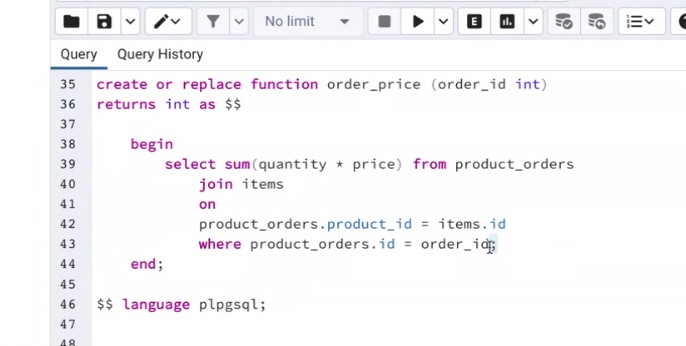 No limit
E
Query Query History
35 create or replace function order_price (order_id int)
36 returns int as $$
37
38 begin
39 select sum(quantity * price) from product_orders
40 join items
41 on
42 product_orders.product_id = items.id
43 where product_orders.id = order_id;
44 end;
45
46 $$ language plpgsql;
47
48